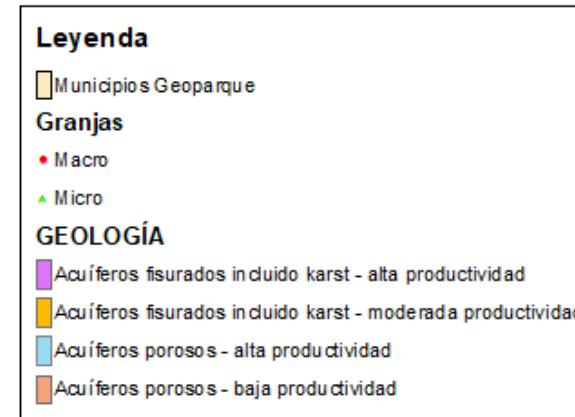 Leyenda
Municipios Geoparque
Granjas
Macro
Micro
GEOLOGÍA
Acuíferos fisurados incluido karst - alta productividad
Acuíferos fisurados incluido karst - moderada productividad
Acuíferos porosos - alta productividad
Acuíferos porosos - baja productividad